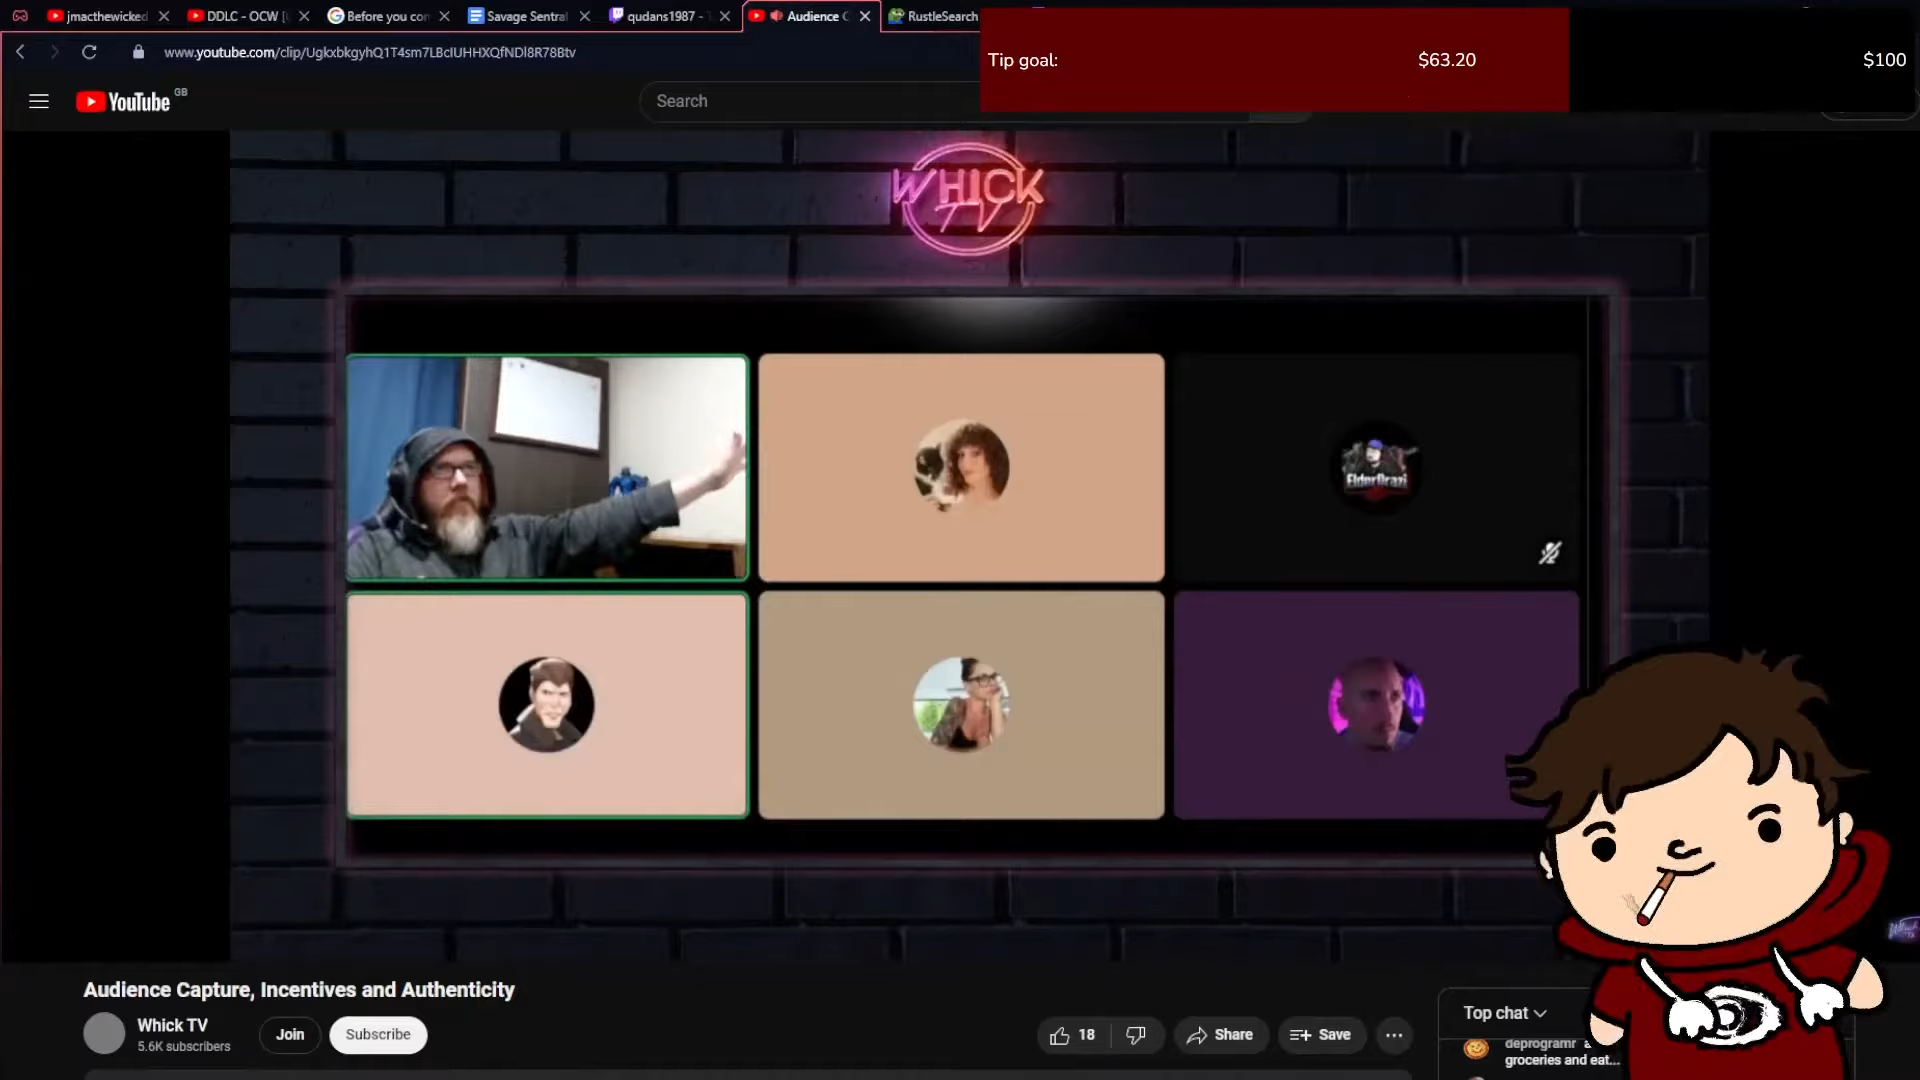 jmacthewicked
DDLC - OCW [
Before you con
Savage Sentral
qudans1987 - T
Audience C
RustleSearch
www.youtube.com/clip/UgkxbkgyhQ1T4sm7LBcIUHHXQfNDl8R78Btv
Tip goal:
$63.20
$100
YouTube GB
Search
WHICK
TV
ElderDrazi
Audience Capture, Incentives and Authenticity
Whick TV
5.6K subscribers
Join
Subscribe
18
Share
Save
Top chat
deprogramr
groceries and eat...